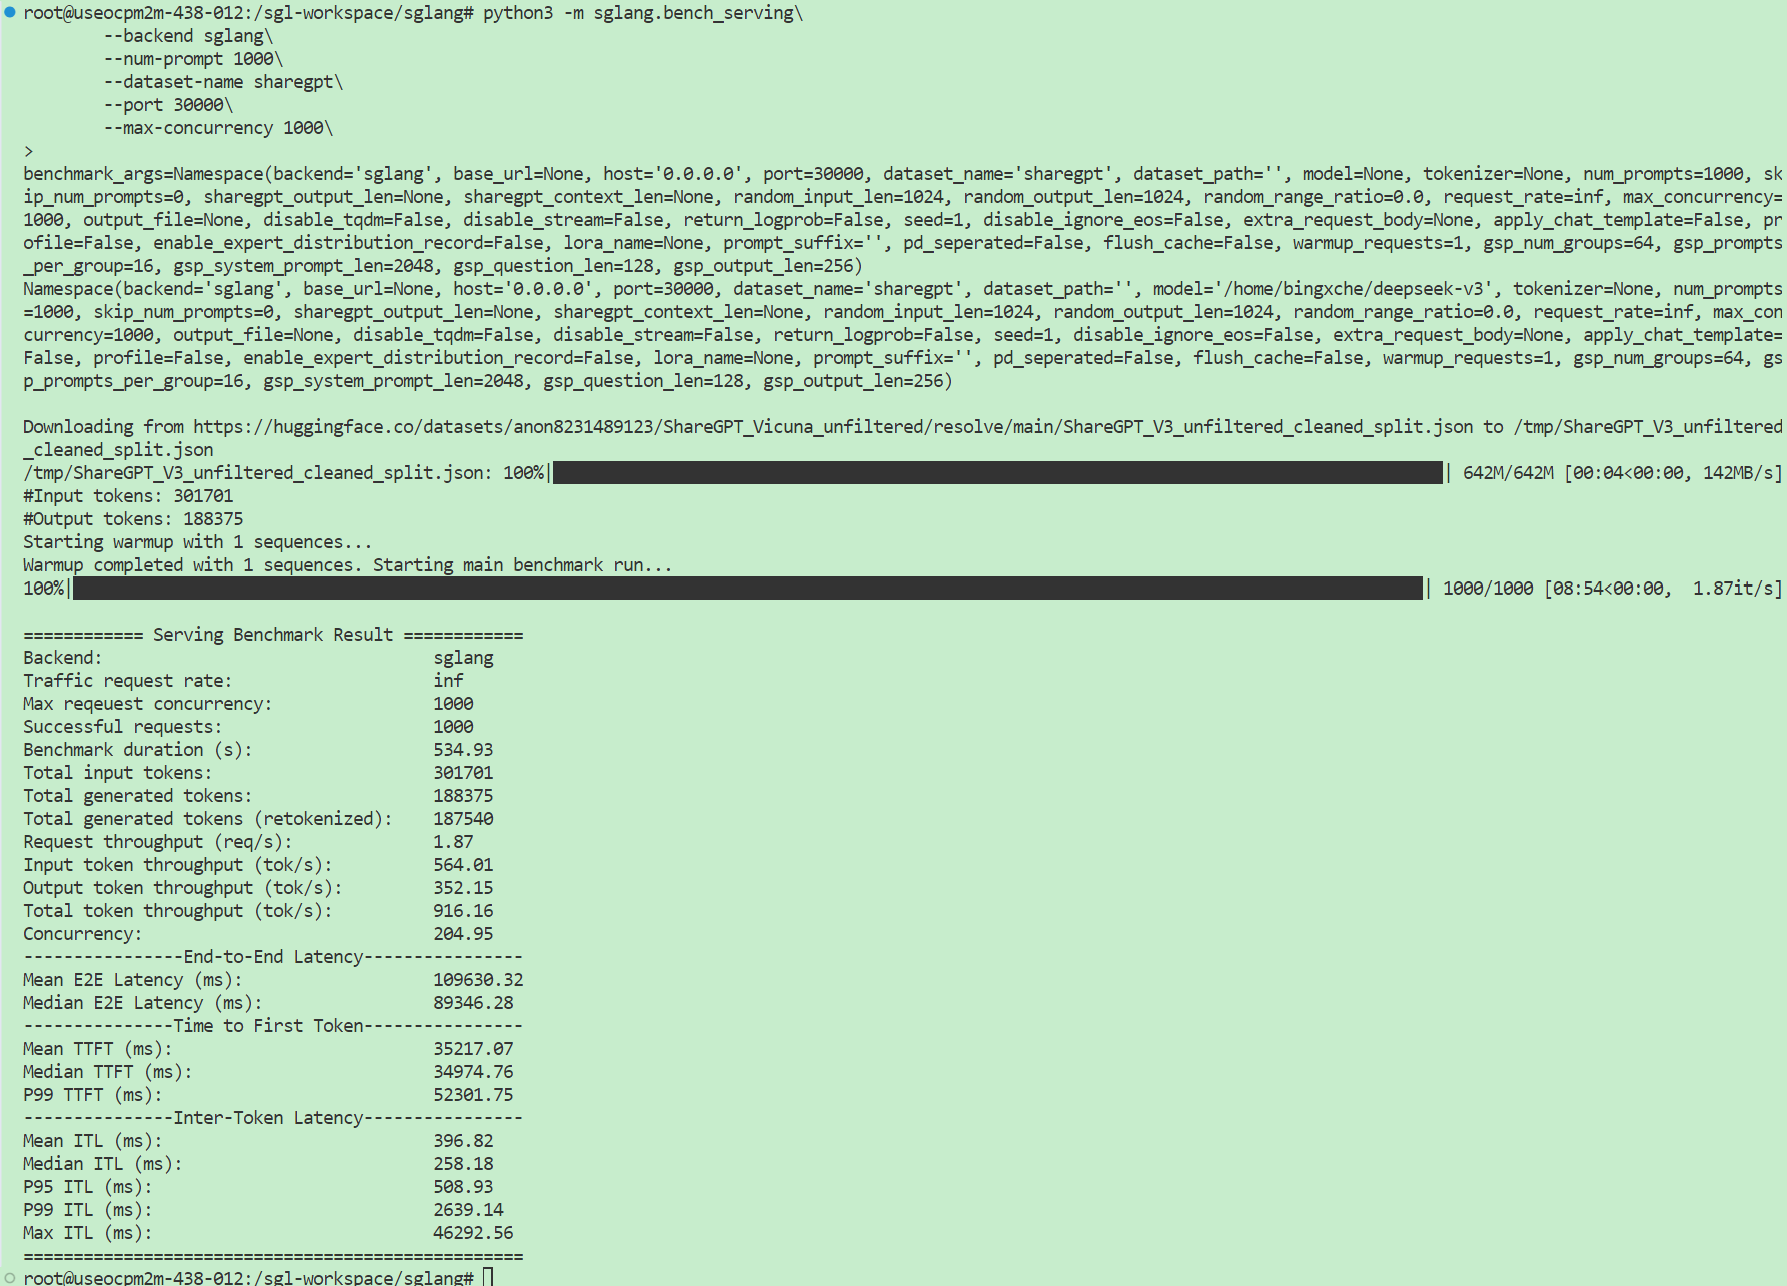 root@useocpm2m-438-012:/sgl-workspace/sglang# python3 -m sglang.bench_serving\
        --backend sglang\
        --num-prompt 1000\
        --dataset-name sharegpt\
        --port 30000\
        --max-concurrency 1000\
>
benchmark_args=Namespace(backend='sglang', base_url=None, host='0.0.0.0', port=30000, dataset_name='sharegpt', dataset_path='', model=None, tokenizer=None, num_prompts=1000, sk
ip_num_prompts=0, sharegpt_output_len=None, sharegpt_context_len=None, random_input_len=1024, random_output_len=1024, random_range_ratio=0.0, request_rate=inf, max_concurrency=
1000, output_file=None, disable_tqdm=False, disable_stream=False, return_logprob=False, seed=1, disable_ignore_eos=False, extra_request_body=None, apply_chat_template=False, pr
ofile=False, enable_expert_distribution_record=False, lora_name=None, prompt_suffix='', pd_seperated=False, flush_cache=False, warmup_requests=1, gsp_num_groups=64, gsp_prompts
_per_group=16, gsp_system_prompt_len=2048, gsp_question_len=128, gsp_output_len=256)
Namespace(backend='sglang', base_url=None, host='0.0.0.0', port=30000, dataset_name='sharegpt', dataset_path='', model='/home/bingxche/deepseek-v3', tokenizer=None, num_prompts
=1000, skip_num_prompts=0, sharegpt_output_len=None, sharegpt_context_len=None, random_input_len=1024, random_output_len=1024, random_range_ratio=0.0, request_rate=inf, max_con
currency=1000, output_file=None, disable_tqdm=False, disable_stream=False, return_logprob=False, seed=1, disable_ignore_eos=False, extra_request_body=None, apply_chat_template=
False, profile=False, enable_expert_distribution_record=False, lora_name=None, prompt_suffix='', pd_seperated=False, flush_cache=False, warmup_requests=1, gsp_num_groups=64, gs
p_prompts_per_group=16, gsp_system_prompt_len=2048, gsp_question_len=128, gsp_output_len=256)

Downloading from https://huggingface.co/datasets/anon8231489123/ShareGPT_Vicuna_unfiltered/resolve/main/ShareGPT_V3_unfiltered_cleaned_split.json to /tmp/ShareGPT_V3_unfiltered
_cleaned_split.json
/tmp/ShareGPT_V3_unfiltered_cleaned_split.json: 100%| | 642M/642M [00:04<00:00, 142MB/s]
#Input tokens: 301701
#Output tokens: 188375
Starting warmup with 1 sequences...
Warmup completed with 1 sequences. Starting main benchmark run...
100%| | 1000/1000 [08:54<00:00,  1.87it/s]

============ Serving Benchmark Result ============
Backend:                                 sglang
Traffic request rate:                    inf
Max reqeuest concurrency:                1000
Successful requests:                     1000
Benchmark duration (s):                  534.93
Total input tokens:                      301701
Total generated tokens:                  188375
Total generated tokens (retokenized):    187540
Request throughput (req/s):              1.87
Input token throughput (tok/s):          564.01
Output token throughput (tok/s):         352.15
Total token throughput (tok/s):          916.16
Concurrency:                             204.95
----------------End-to-End Latency----------------
Mean E2E Latency (ms):                   109630.32
Median E2E Latency (ms):                 89346.28
---------------Time to First Token----------------
Mean TTFT (ms):                          35217.07
Median TTFT (ms):                        34974.76
P99 TTFT (ms):                           52301.75
---------------Inter-Token Latency----------------
Mean ITL (ms):                           396.82
Median ITL (ms):                         258.18
P95 ITL (ms):                            508.93
P99 ITL (ms):                            2639.14
Max ITL (ms):                            46292.56
==================================================
root@useocpm2m-438-012:/sgl-workspace/sglang#